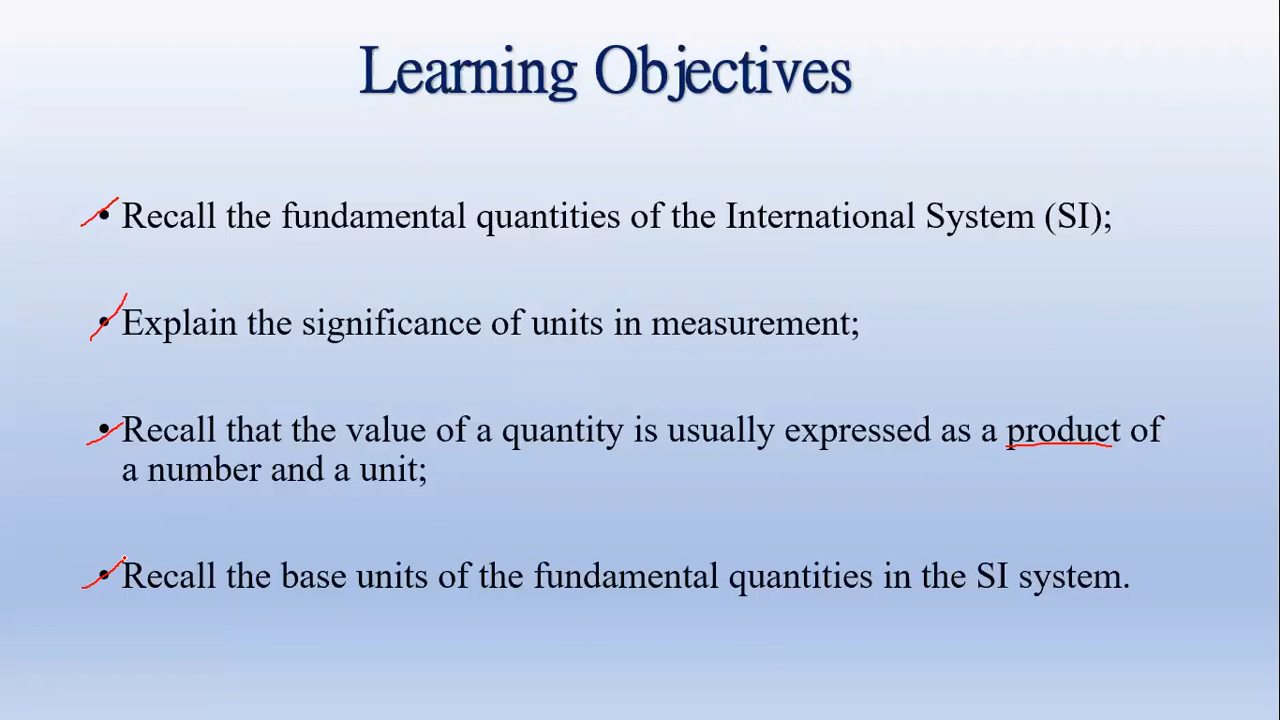 Learning Objectives
• Recall the fundamental quantities of the International System (SI);
• Explain the significance of units in measurement;
• Recall that the value of a quantity is usually expressed as a product of
a number and a unit;
• Recall the base units of the fundamental quantities in the SI system.